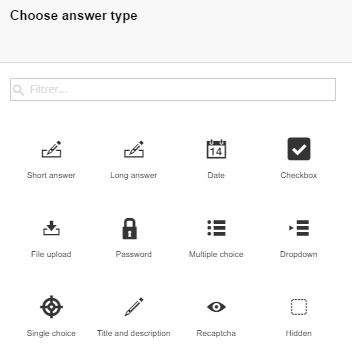 Choose answer type
Filtrer...
14
Short answer
Long answer
Date
Checkbox
File upload
Password
Multiple choice
Dropdown
Single choice
Title and description
Recaptcha
Hidden